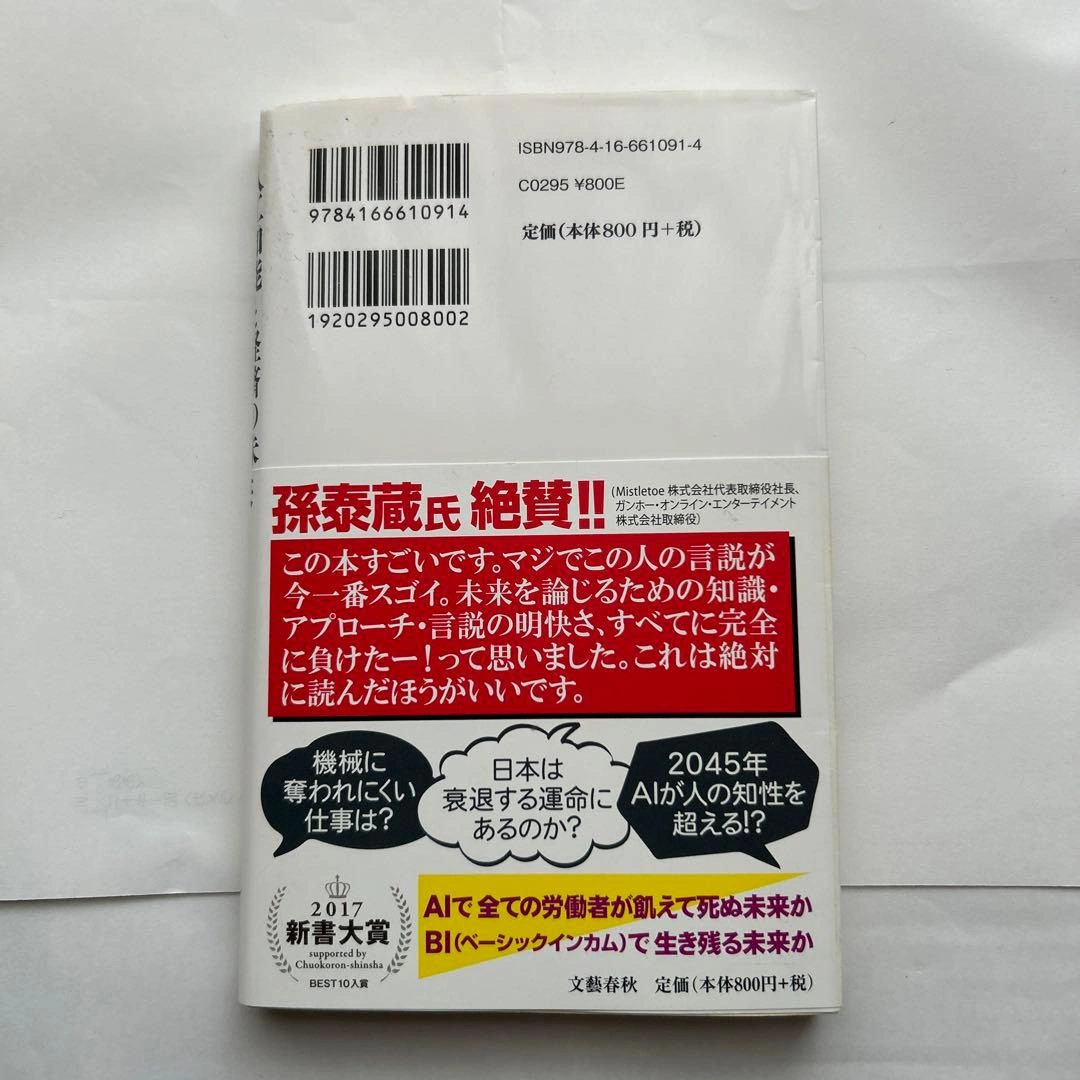 ISBN978-4-16-661091-4
C0295 ¥800E
定価(本体800円+税)
9784166610914
1920295008002
孫泰蔵氏 絶賛!!
(Mistletoe 株式会社代表取締役社長、
ガンホー・オンライン・エンターテイメント
株式会社取締役)
この本すごいです。マジでこの人の言説が
今一番スゴイ。未来を論じるための知識・
アプローチ・言説の明快さ、すべてに完全
に負けたー!って思いました。これは絶対
に読んだほうがいいです。
機械に
奪われにくい
仕事は?
日本は
衰退する運命に
あるのか?
2045年
AIが人の知性を
超える!?
2017
新書大賞
supported by
Chuokoron-shinsha
BEST10入賞
AIで全ての労働者が飢えて死ぬ未来か
BI(ベーシックインカム)で生き残る未来か
文藝春秋 定価(本体800円+税)